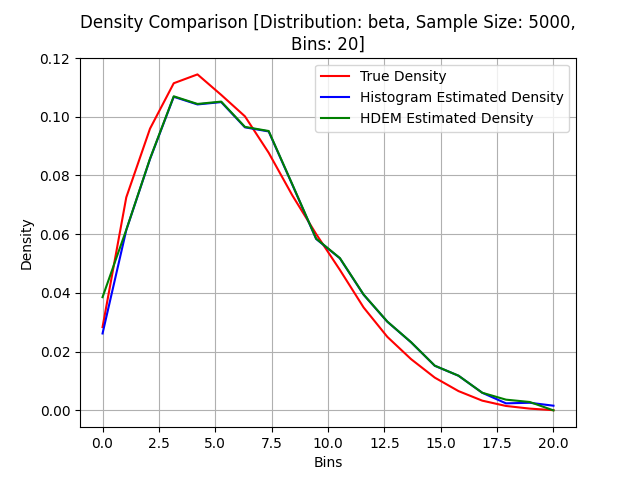 Density Comparison [Distribution: beta, Sample Size: 5000,
Bins: 20]
0.12
0.10
0.08
0.06
0.04
0.02
0.00
Density
True Density
Histogram Estimated Density
HDEM Estimated Density
0.0 2.5 5.0 7.5 10.0 12.5 15.0 17.5 20.0
Bins